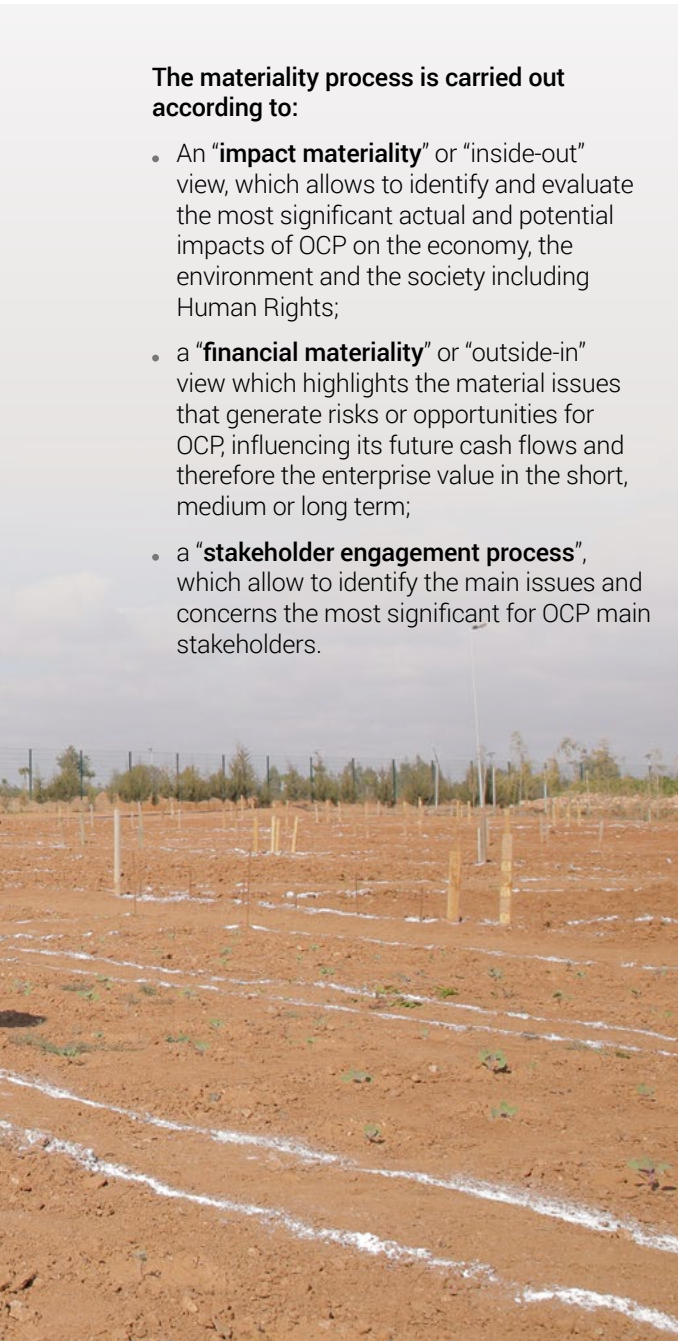 The materiality process is carried out
according to:
• An “impact materiality” or “inside-out”
view, which allows to identify and evaluate
the most significant actual and potential
impacts of OCP on the economy, the
environment and the society including
Human Rights;
• a “financial materiality” or “outside-in”
view which highlights the material issues
that generate risks or opportunities for
OCP, influencing its future cash flows and
therefore the enterprise value in the short,
medium or long term;
• a “stakeholder engagement process”,
which allow to identify the main issues and
concerns the most significant for OCP main
stakeholders.